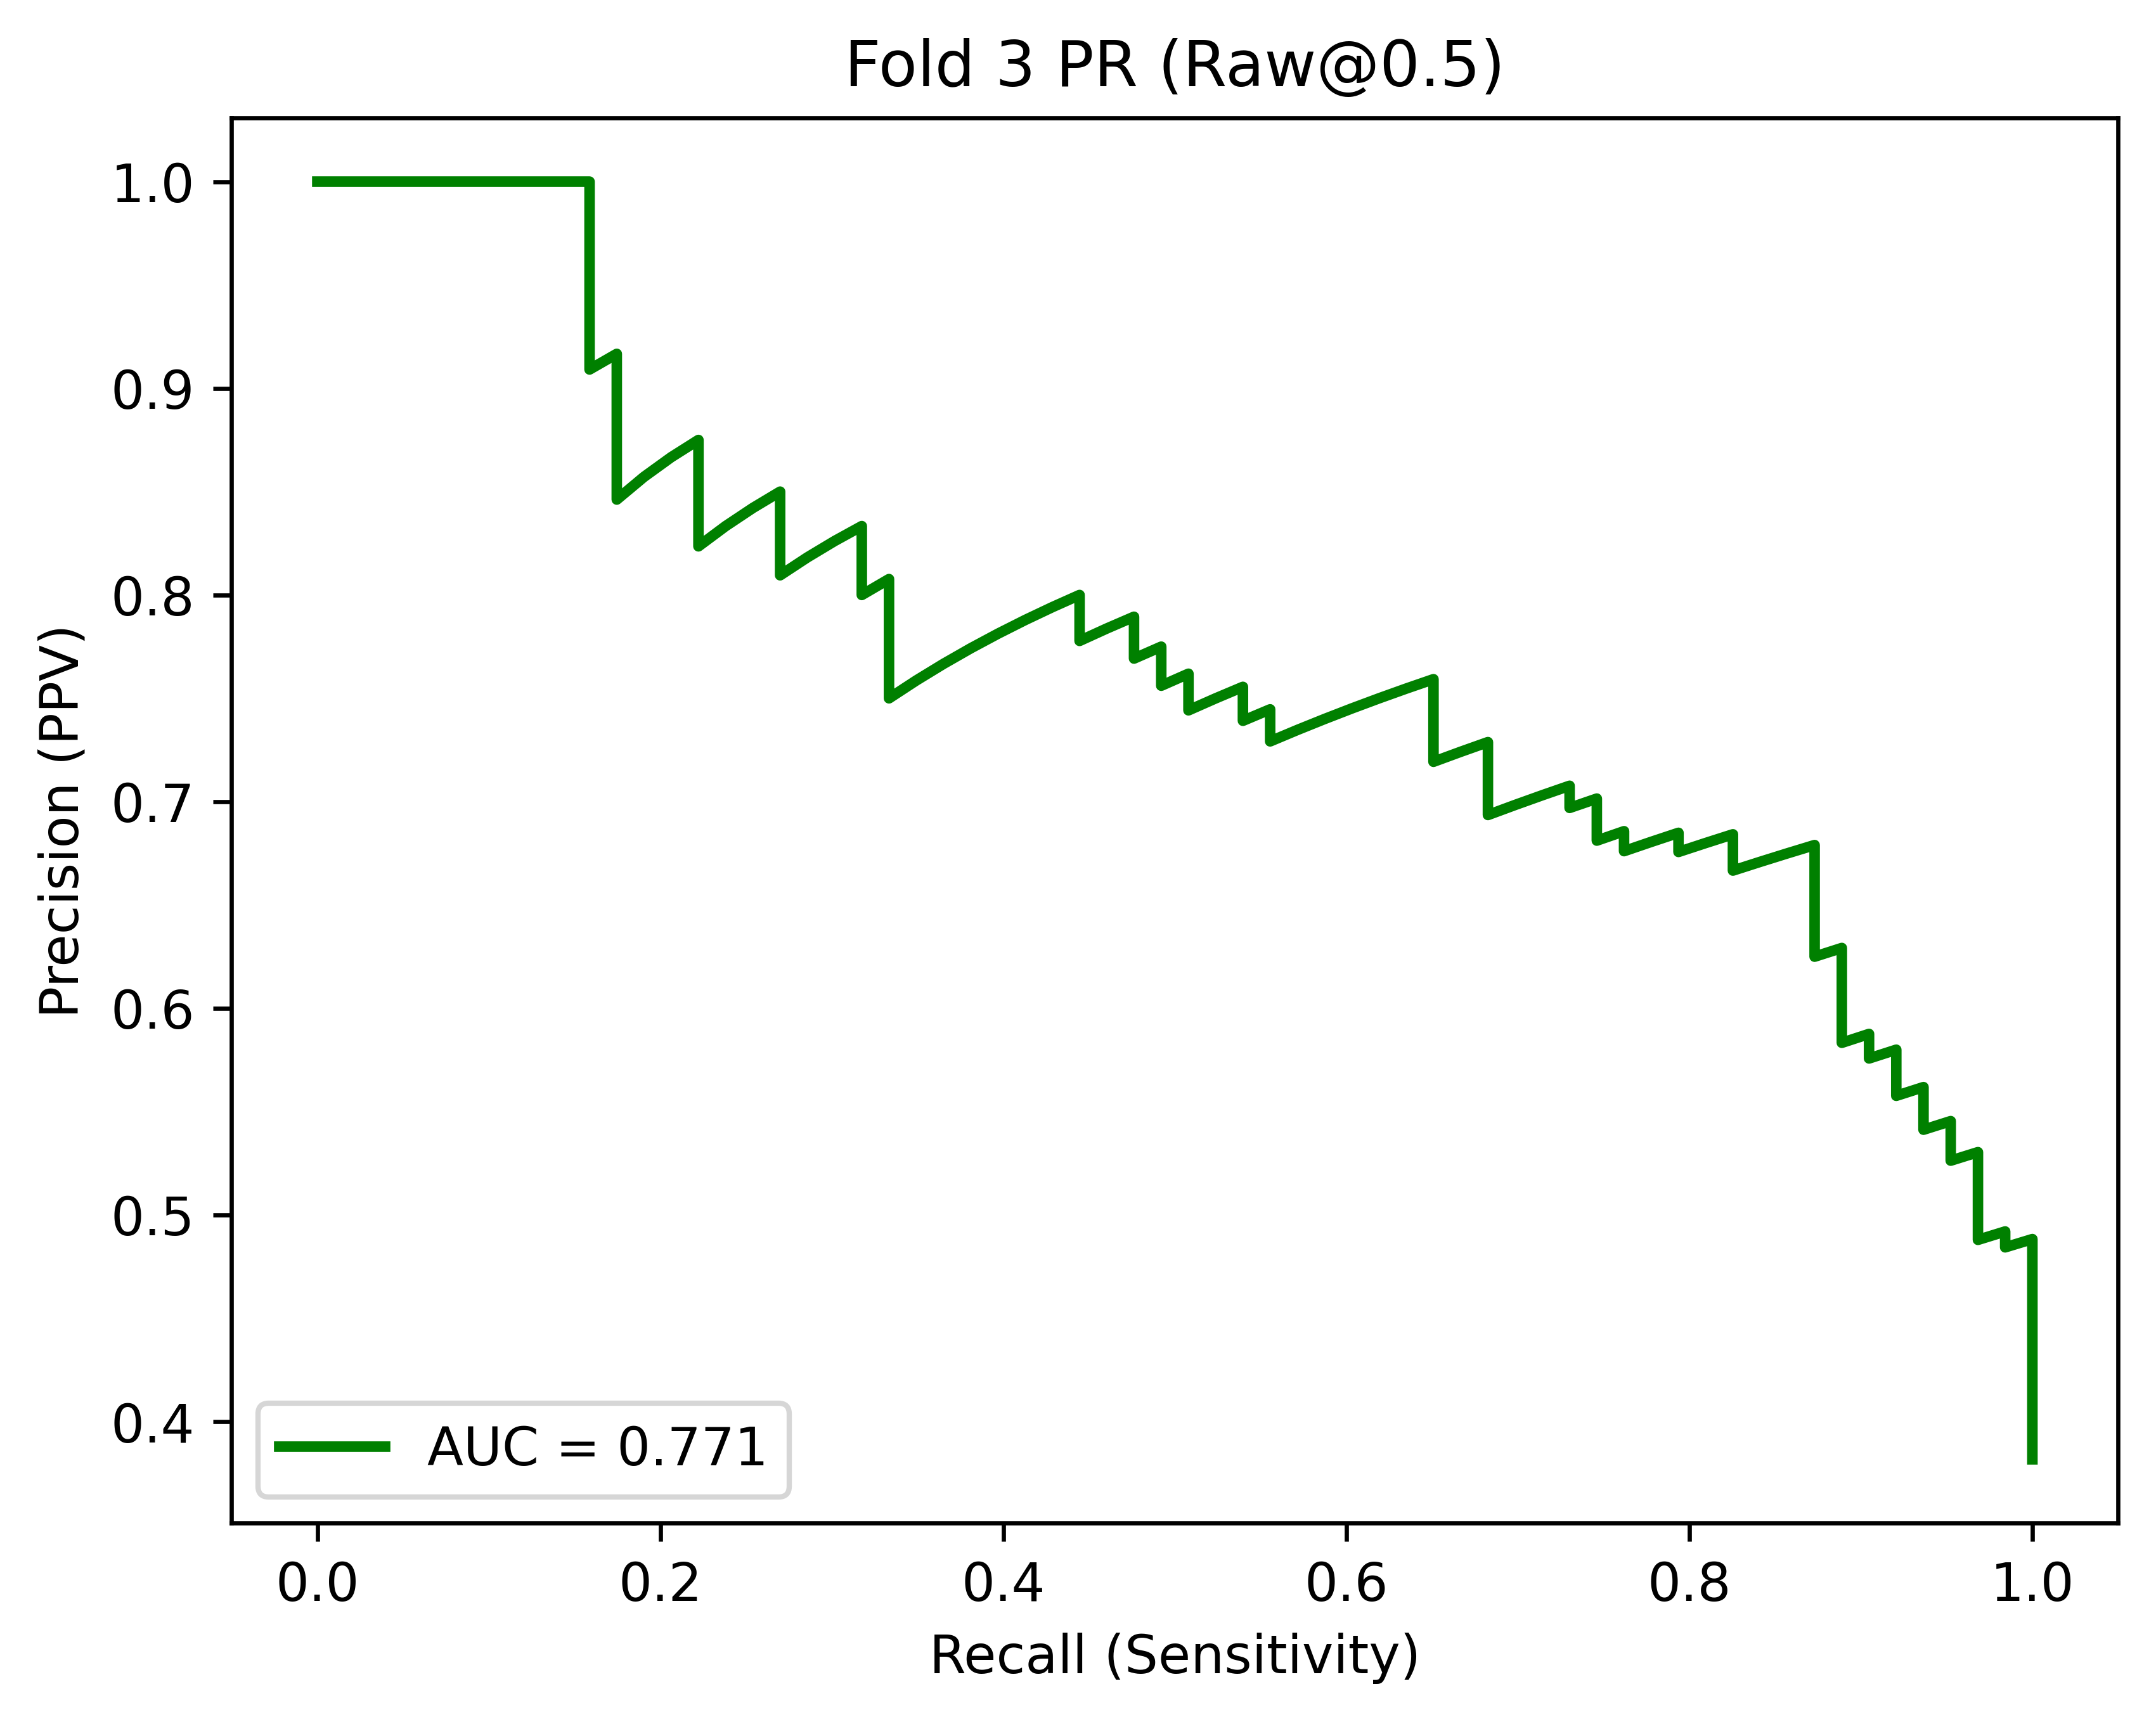 Fold 3 PR (Raw@0.5)
Precision (PPV)
1.0
0.9
0.8
0.7
0.6
0.5
0.4
AUC = 0.771
0.0 0.2 0.4 0.6 0.8 1.0
Recall (Sensitivity)